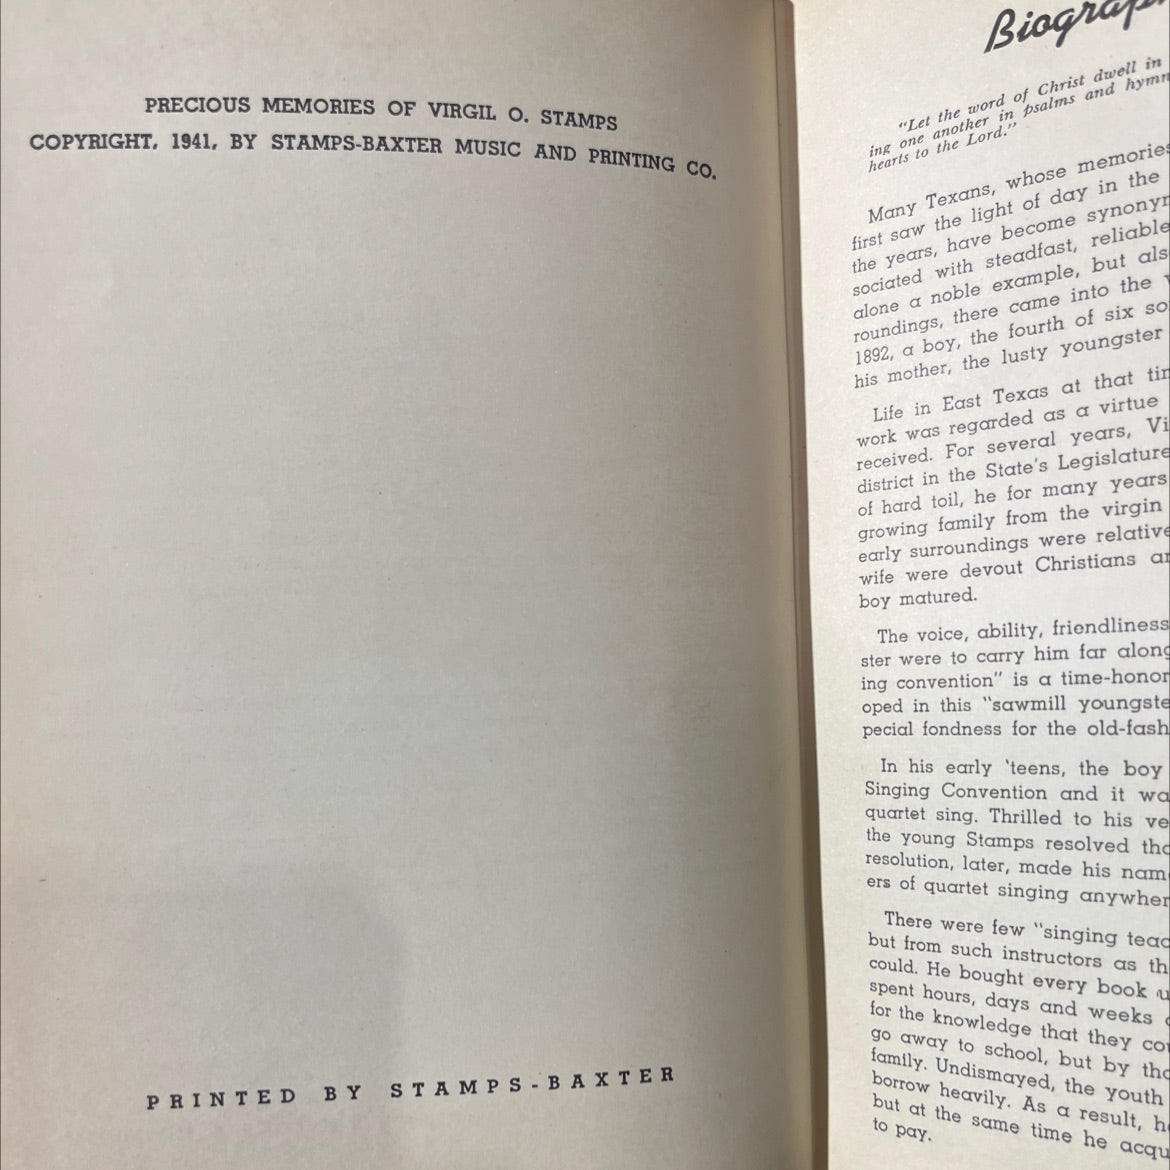 PRECIOUS MEMORIES OF VIRGIL O. STAMPS
COPYRIGHT, 1941, BY STAMPS-BAXTER MUSIC AND PRINTING CO.
PRINTED BY STAMPS-BAXTER
"Let the word of Christ dwell in
ing one another in psalms and hymn
hearts to the Lord."
Many Texans, whose memories
first saw the light of day in the
the years, have become synonym
sociated with steadfast, reliable
alone a noble example, but als
roundings, there came into the
1892, a boy, the fourth of six so
his mother, the lusty youngster
Life in East Texas at that tim
work was regarded as a virtue
received. For several years, Vi
district in the State's Legislature
of hard toil, he for many years
growing family from the virgin
early surroundings were relative
wife were devout Christians an
boy matured.
The voice, ability, friendliness
ster were to carry him far along
ing convention" is a time-honor
oped in this "sawmill youngste
pecial fondness for the old-fash
In his early 'teens, the boy
Singing Convention and it wa
quartet sing. Thrilled to his ve
the young Stamps resolved tha
resolution, later, made his nam
ers of quartet singing anywher
There were few "singing teac
but from such instructors as th
could. He bought every book u
spent hours, days and weeks
for the knowledge that they co
go away to school, but by tha
family. Undismayed, the youth
borrow heavily. As a result, h
but at the same time he acqu
to pay.